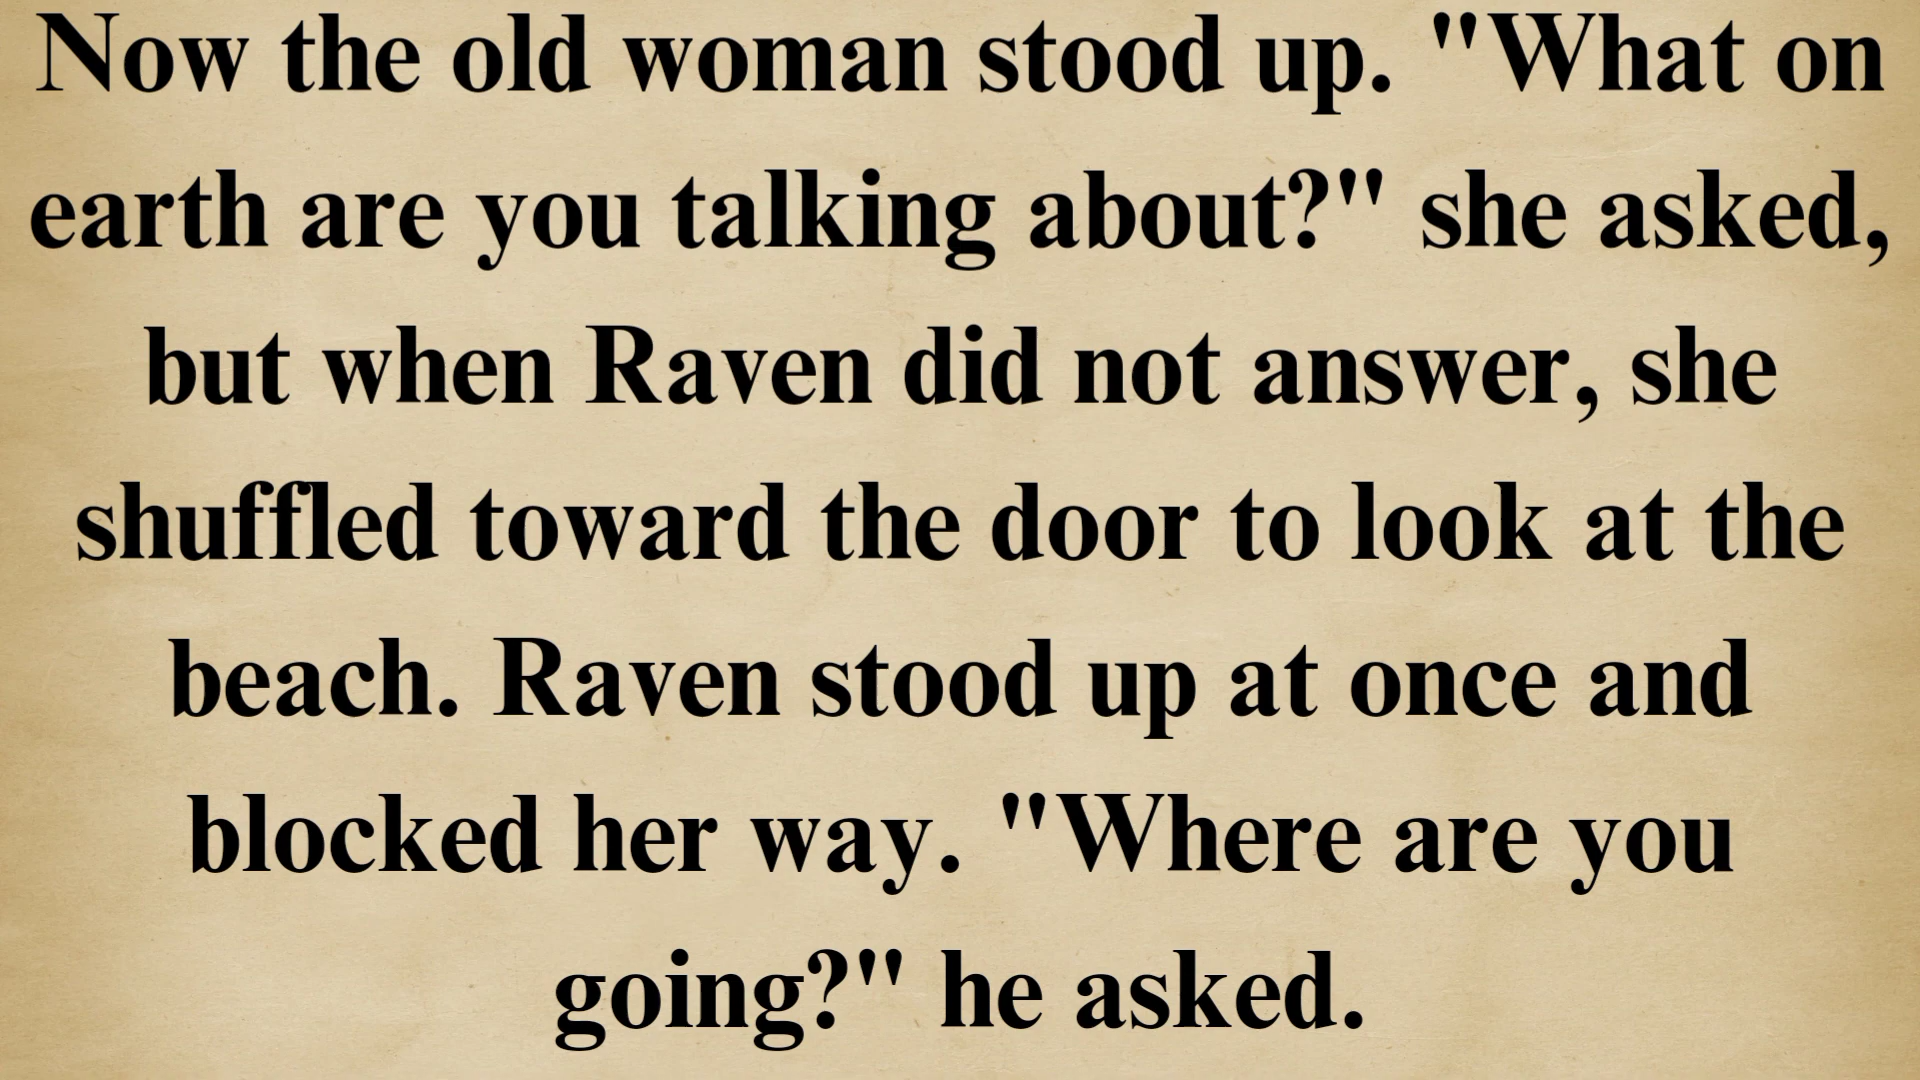 Now the old woman stood up. "What on
earth are you talking about?" she asked,
but when Raven did not answer, she
shuffled toward the door to look at the
beach. Raven stood up at once and
blocked her way. "Where are you
going?" he asked.